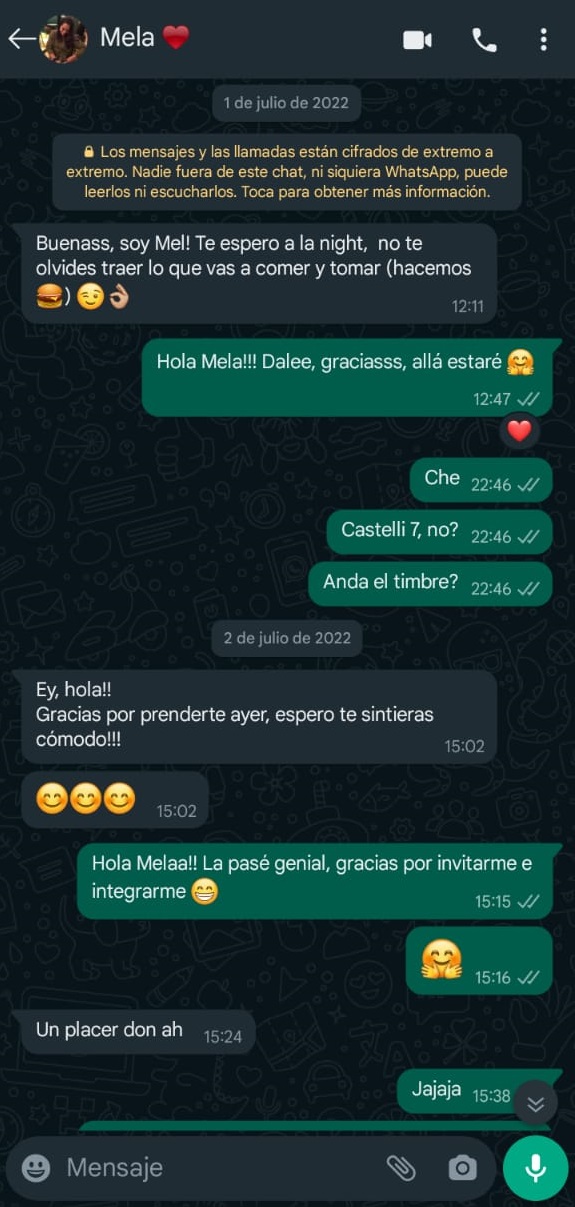 Mela ❤️
1 de julio de 2022
🔒 Los mensajes y las llamadas están cifrados de extremo a
extremo. Nadie fuera de este chat, ni siquiera WhatsApp, puede
leerlos ni escucharlos. Toca para obtener más información.
Buenass, soy Mel! Te espero a la night, no te
olvides traer lo que vas a comer y tomar (hacemos
🍔) 😉👌🏼
12:11
Hola Mela!!! Dalee, graciasss, allá estaré 🤗
12:47
❤️
Che 22:46
Castelli 7, no? 22:46
Anda el timbre? 22:46
2 de julio de 2022
Ey, hola!!
Gracias por prenderte ayer, espero te sintieras
cómodo!!!
15:02
😊😊😊 15:02
Hola Melaa!! La pasé genial, gracias por invitarme e
integrarme 😁
15:15
🤗 15:16
Un placer don ah 15:24
Jajaja 15:38
Mensaje